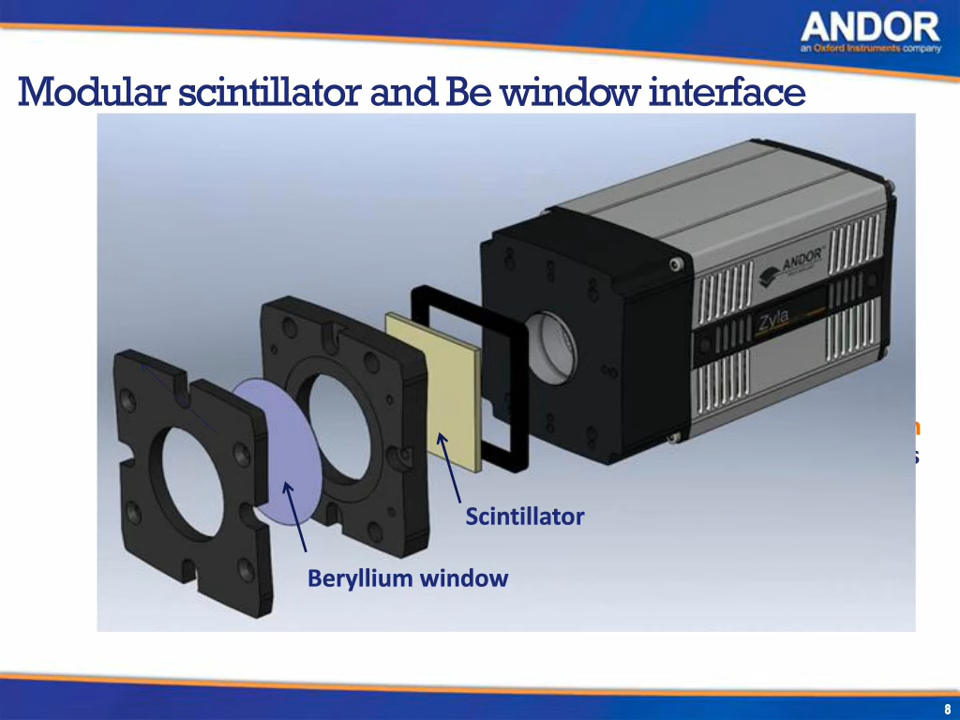 ANDOR
an Oxford Instruments company
Modular scintillator and Be window interface
ANDOR
Zyla
Scintillator
Beryllium window
8